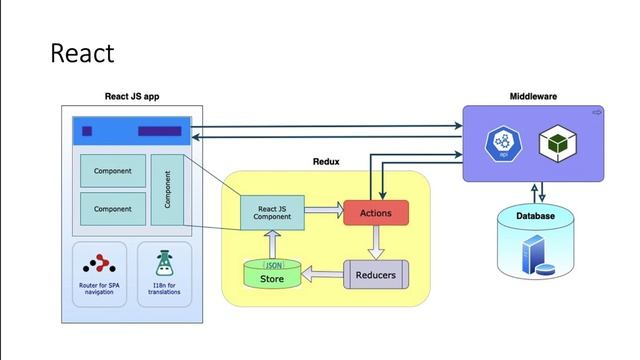 React
React JS app
Middleware
Redux
api
Component
Component
Component
React JS
Component
Actions
{JSON}
Store
Reducers
Database
Router for SPA
navigation
I18n for
translations